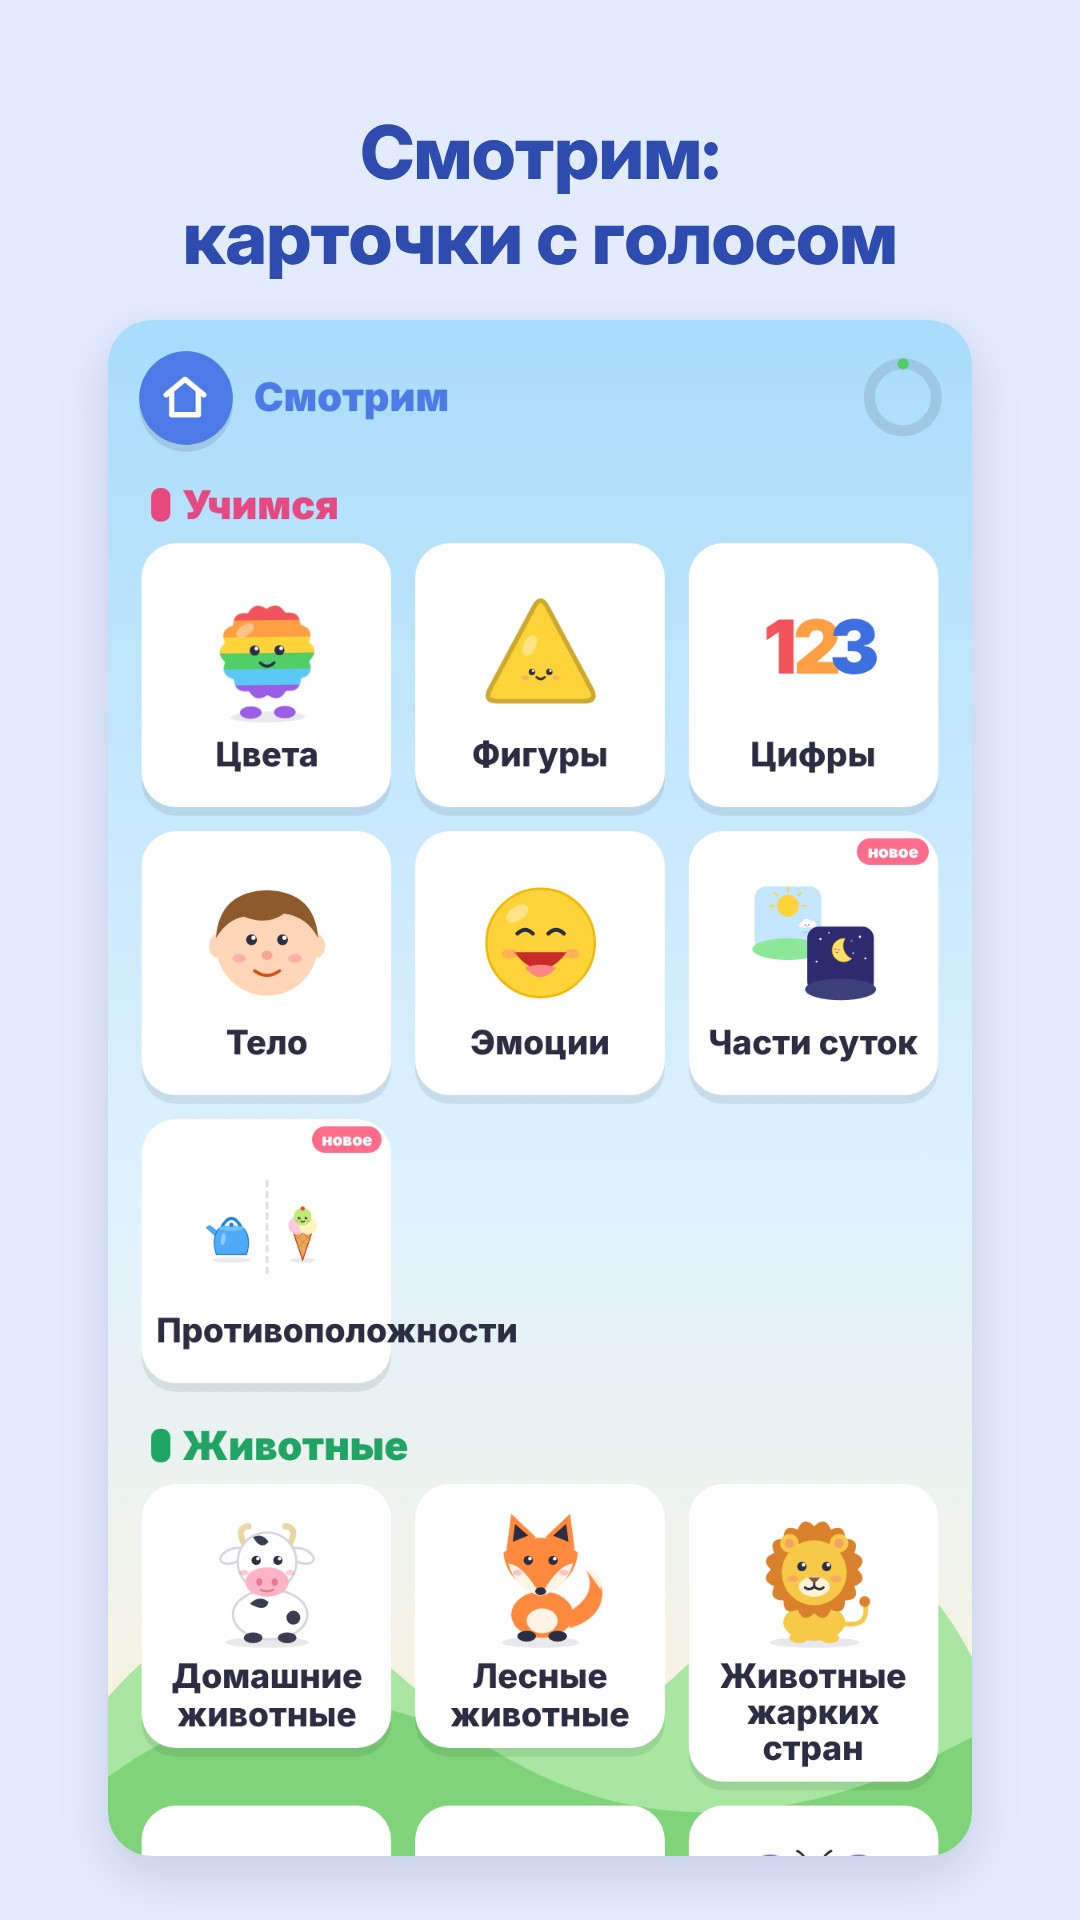 Смотрим:
карточки с голосом
Смотрим
Учимся
123
Цвета
Фигуры
Цифры
новое
Тело
Эмоции
Части суток
новое
Противоположности
Животные
Домашние
животные
Лесные
животные
Животные
жарких
стран